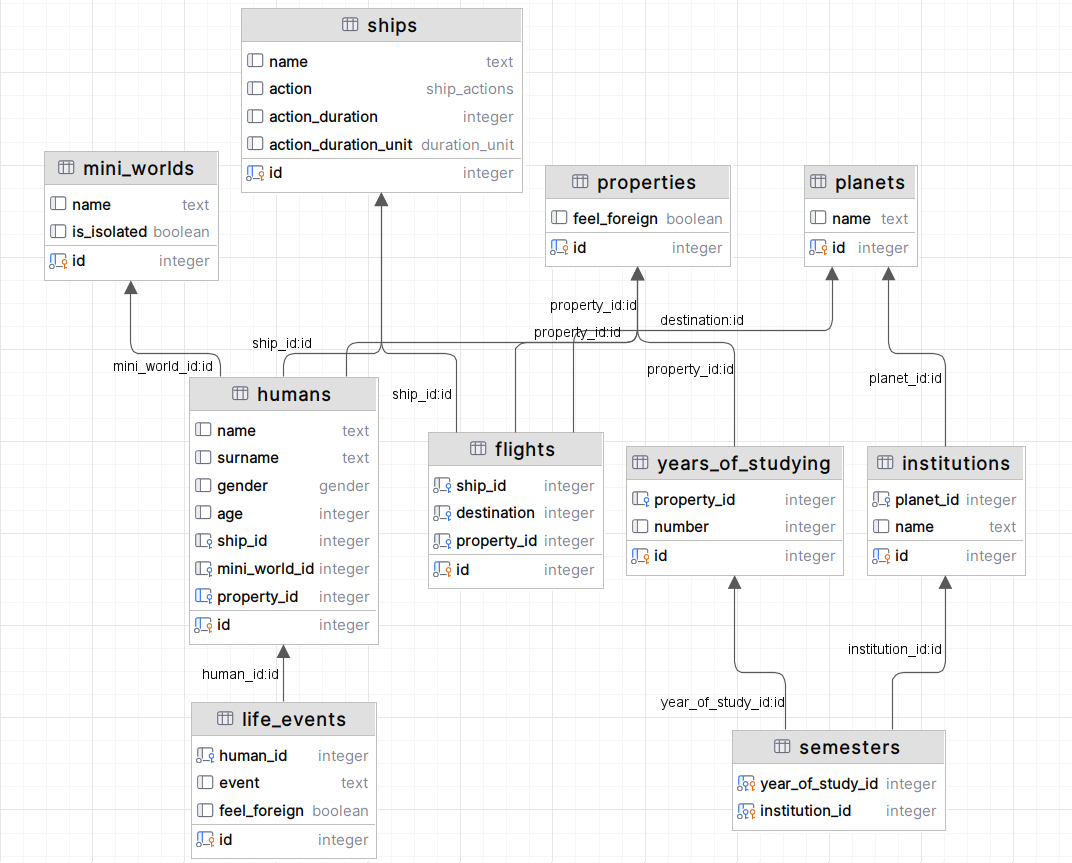 ships
name text
action ship_actions
action_duration integer
action_duration_unit duration_unit
id integer
mini_worlds
name text
is_isolated boolean
id integer
properties
feel_foreign boolean
id integer
planets
name text
id integer
property_id:id
destination:id
property_id:id
ship_id:id
mini_world_id:id
property_id:id
planet_id:id
ship_id:id
humans
name text
surname text
gender gender
age integer
ship_id integer
mini_world_id integer
property_id integer
id integer
flights
ship_id integer
destination integer
property_id integer
id integer
years_of_studying
property_id integer
number integer
id integer
institutions
planet_id integer
name text
id integer
human_id:id
institution_id:id
year_of_study_id:id
life_events
human_id integer
event text
feel_foreign boolean
id integer
semesters
year_of_study_id integer
institution_id integer